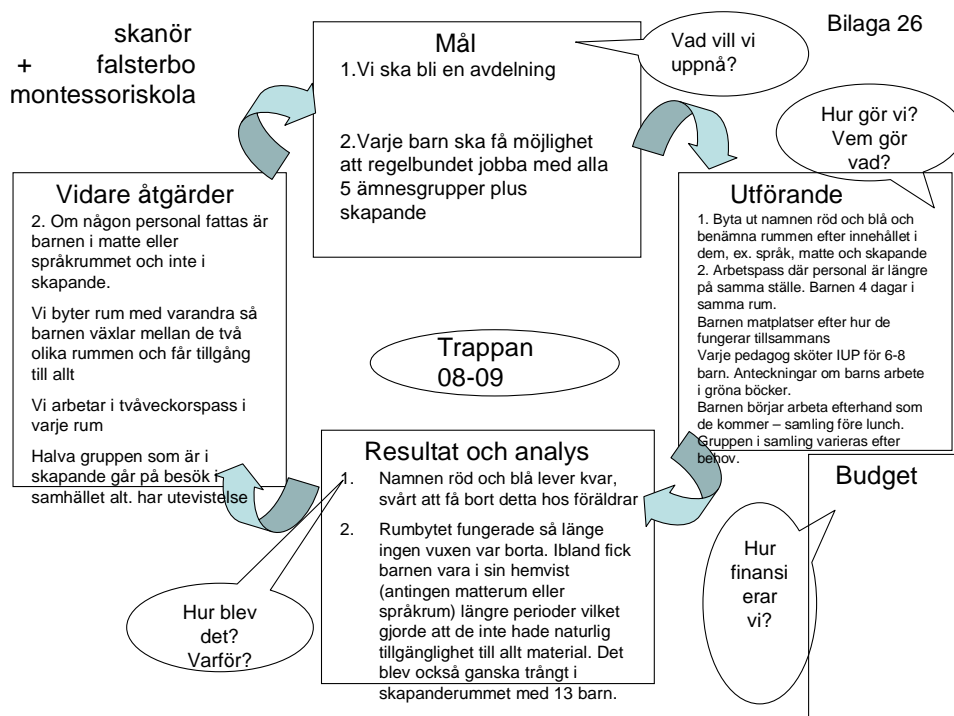 skanör
+ falsterbo
montessoriskola
Bilaga 26
Mål
1.Vi ska bli en avdelning
2.Varje barn ska få möjlighet
att regelbundet jobba med alla
5 ämnesgrupper plus
skapande
Vad vill vi
uppnå?
Hur gör vi?
Vem gör
vad?
Utförande
1. Byta ut namnen röd och blå och
benämna rummen efter innehållet i
dem, ex. språk, matte och skapande
2. Arbetspass där personal är längre
på samma ställe. Barnen 4 dagar i
samma rum.
Barnen matplatser efter hur de
fungerar tillsammans
Varje pedagog sköter IUP för 6-8
barn. Anteckningar om barns arbete
i gröna böcker.
Barnen börjar arbeta efterhand som
de kommer – samling före lunch.
Gruppen i samling varieras efter
behov.
Vidare åtgärder
2. Om någon personal fattas är
barnen i matte eller
språkrummet och inte i
skapande.
Vi byter rum med varandra så
barnen växlar mellan de två
olika rummen och får tillgång
till allt
Vi arbetar i tvåveckorspass i
varje rum
Halva gruppen som är i
skapande går på besök i
samhället alt. har utevistelse
Trappan
08-09
Resultat och analys
1. Namnen röd och blå lever kvar,
svårt att få bort detta hos föräldrar
2. Rumbytet fungerade så länge
ingen vuxen var borta. Ibland fick
barnen vara i sin hemvist
(antingen matterum eller
språkrum) längre perioder vilket
gjorde att de inte hade naturlig
tillgänglighet till allt material. Det
blev också ganska trångt i
skapanderummet med 13 barn.
Hur blev
det?
Varför?
Budget
Hur
finansi
erar
vi?